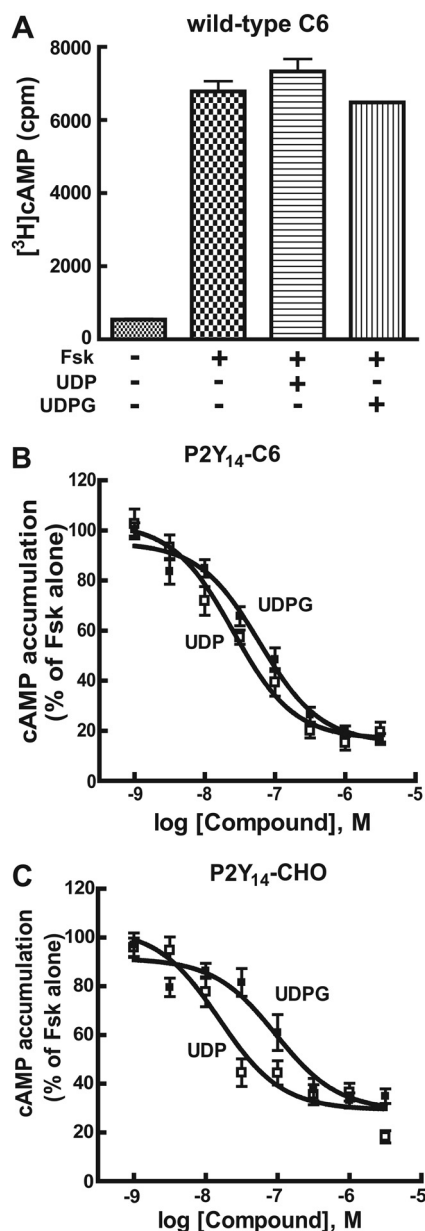 A
wild-type C6
[³H]cAMP (cpm)
8000
6000
4000
2000
0
Fsk - + + +
UDP - - + -
UDPG - - - +
B
P2Y₁₄-C6
cAMP accumulation
(% of Fsk alone)
120
100
80
60
40
20
0
UDPG
UDP
-9 -8 -7 -6 -5
log [Compound], M
C
P2Y₁₄-CHO
cAMP accumulation
(% of Fsk alone)
120
100
80
60
40
20
0
UDPG
UDP
-9 -8 -7 -6 -5
log [Compound], M